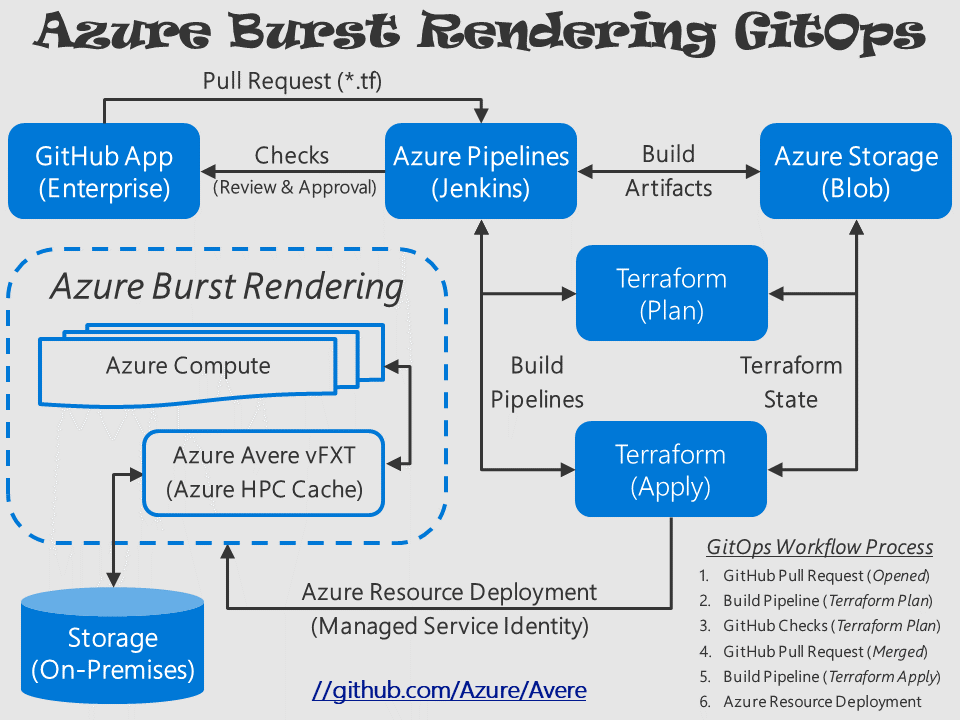 Azure Burst Rendering GitOps
Pull Request (*.tf)
GitHub App
(Enterprise)
Checks
(Review & Approval)
Azure Pipelines
(Jenkins)
Build
Artifacts
Azure Storage
(Blob)
Azure Burst Rendering
Azure Compute
Azure Avere vFXT
(Azure HPC Cache)
Terraform
(Plan)
Build
Pipelines
Terraform
State
Terraform
(Apply)
Azure Resource Deployment
(Managed Service Identity)
Storage
(On-Premises)
//github.com/Azure/Avere
GitOps Workflow Process
1. GitHub Pull Request (Opened)
2. Build Pipeline (Terraform Plan)
3. GitHub Checks (Terraform Plan)
4. GitHub Pull Request (Merged)
5. Build Pipeline (Terraform Apply)
6. Azure Resource Deployment